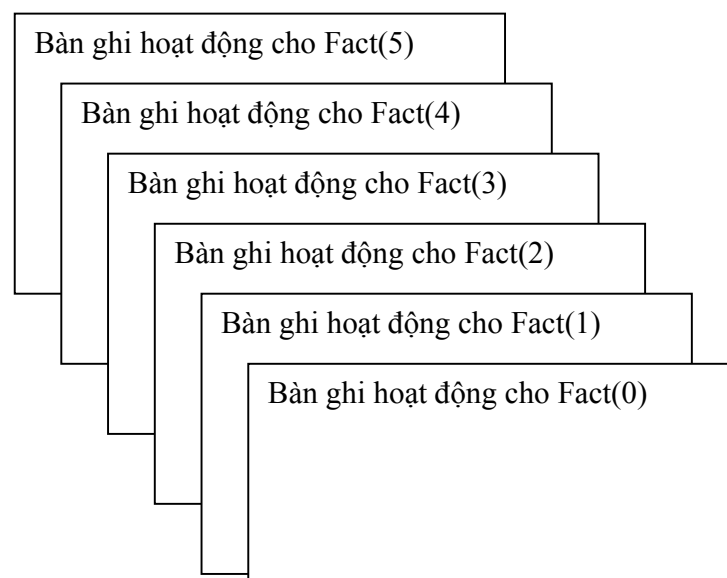 Bàn ghi hoạt động cho Fact(5)
Bàn ghi hoạt động cho Fact(4)
Bàn ghi hoạt động cho Fact(3)
Bàn ghi hoạt động cho Fact(2)
Bàn ghi hoạt động cho Fact(1)
Bàn ghi hoạt động cho Fact(0)